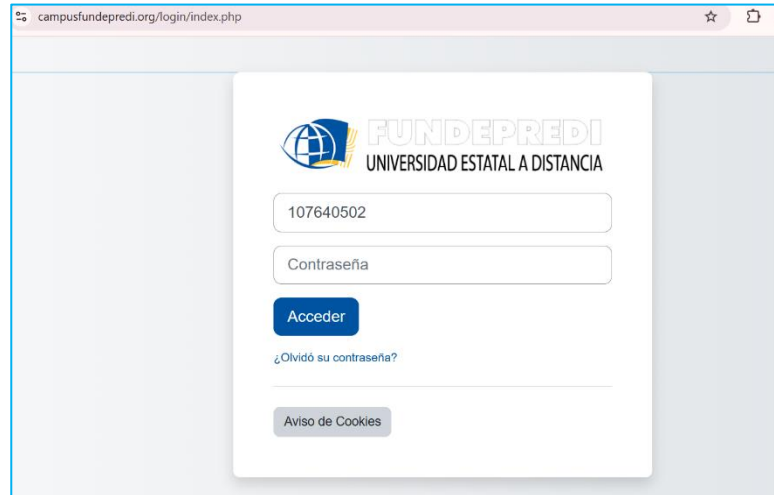 campusfundepredi.org/login/index.php
FUNDEPREDI
UNIVERSIDAD ESTATAL A DISTANCIA
107640502
Contraseña
Acceder
¿Olvidó su contraseña?
Aviso de Cookies